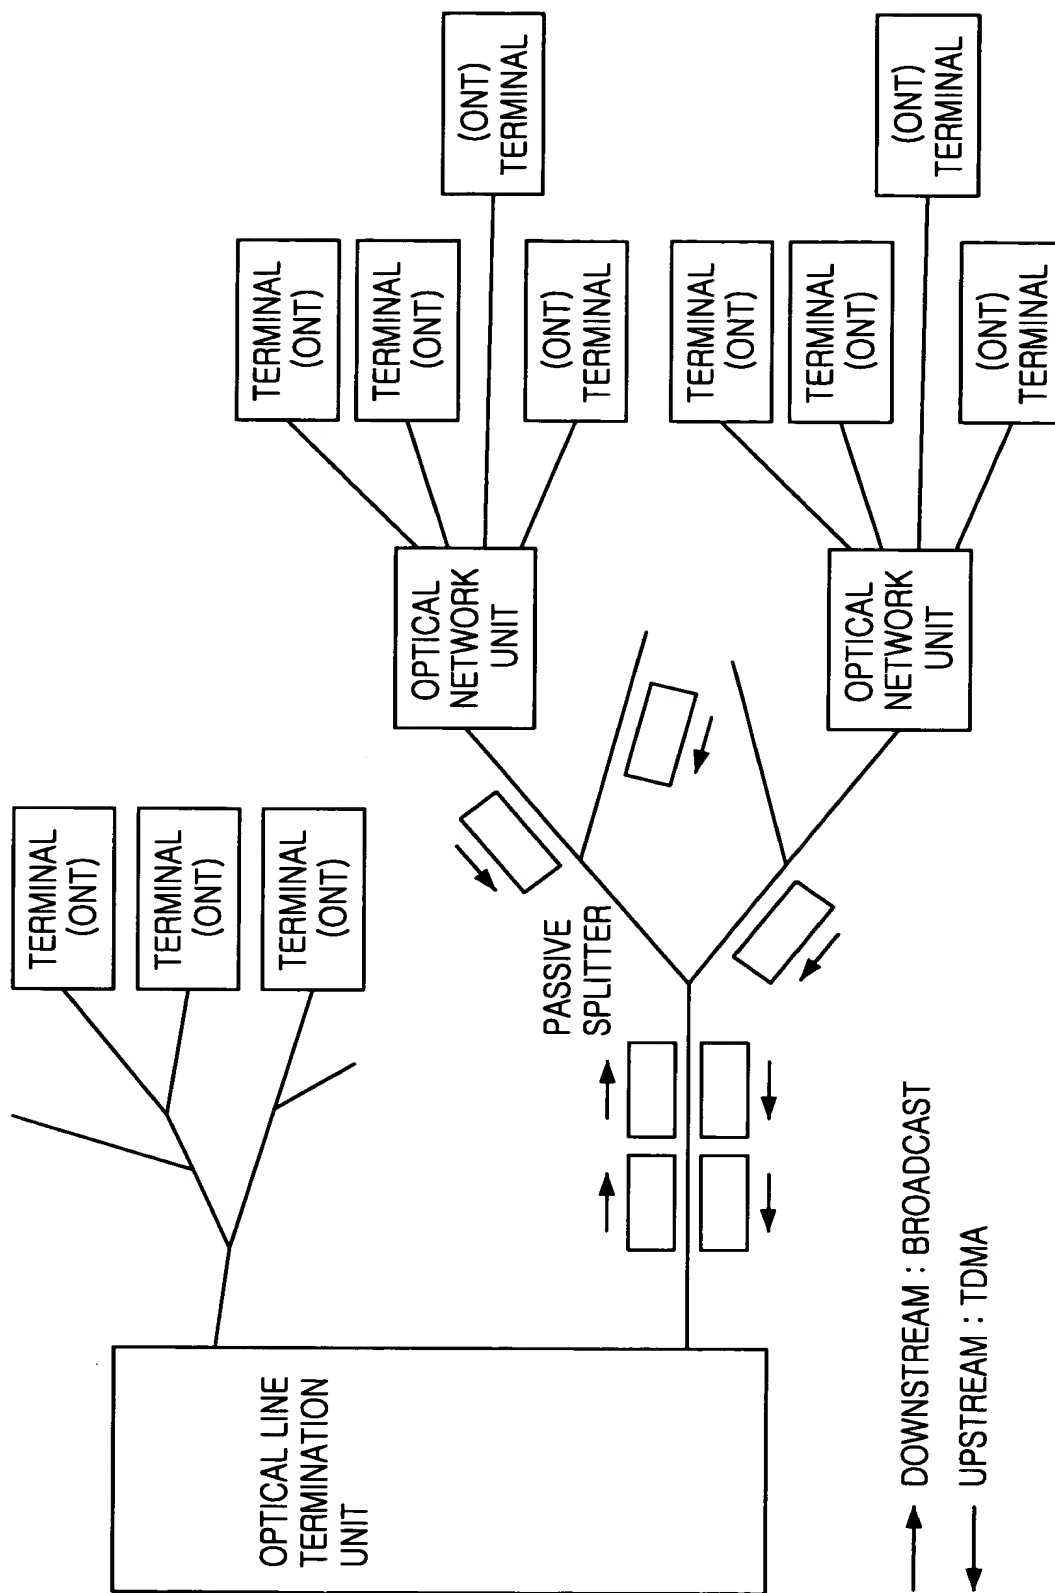 OPTICAL LINE
TERMINATION
UNIT
TERMINAL
(ONT)
TERMINAL
(ONT)
TERMINAL
(ONT)
PASSIVE
SPLITTER
OPTICAL
NETWORK
UNIT
TERMINAL
(ONT)
TERMINAL
(ONT)
(ONT)
TERMINAL
(ONT)
TERMINAL
OPTICAL
NETWORK
UNIT
TERMINAL
(ONT)
TERMINAL
(ONT)
(ONT)
TERMINAL
(ONT)
TERMINAL
DOWNSTREAM : BROADCAST
UPSTREAM : TDMA